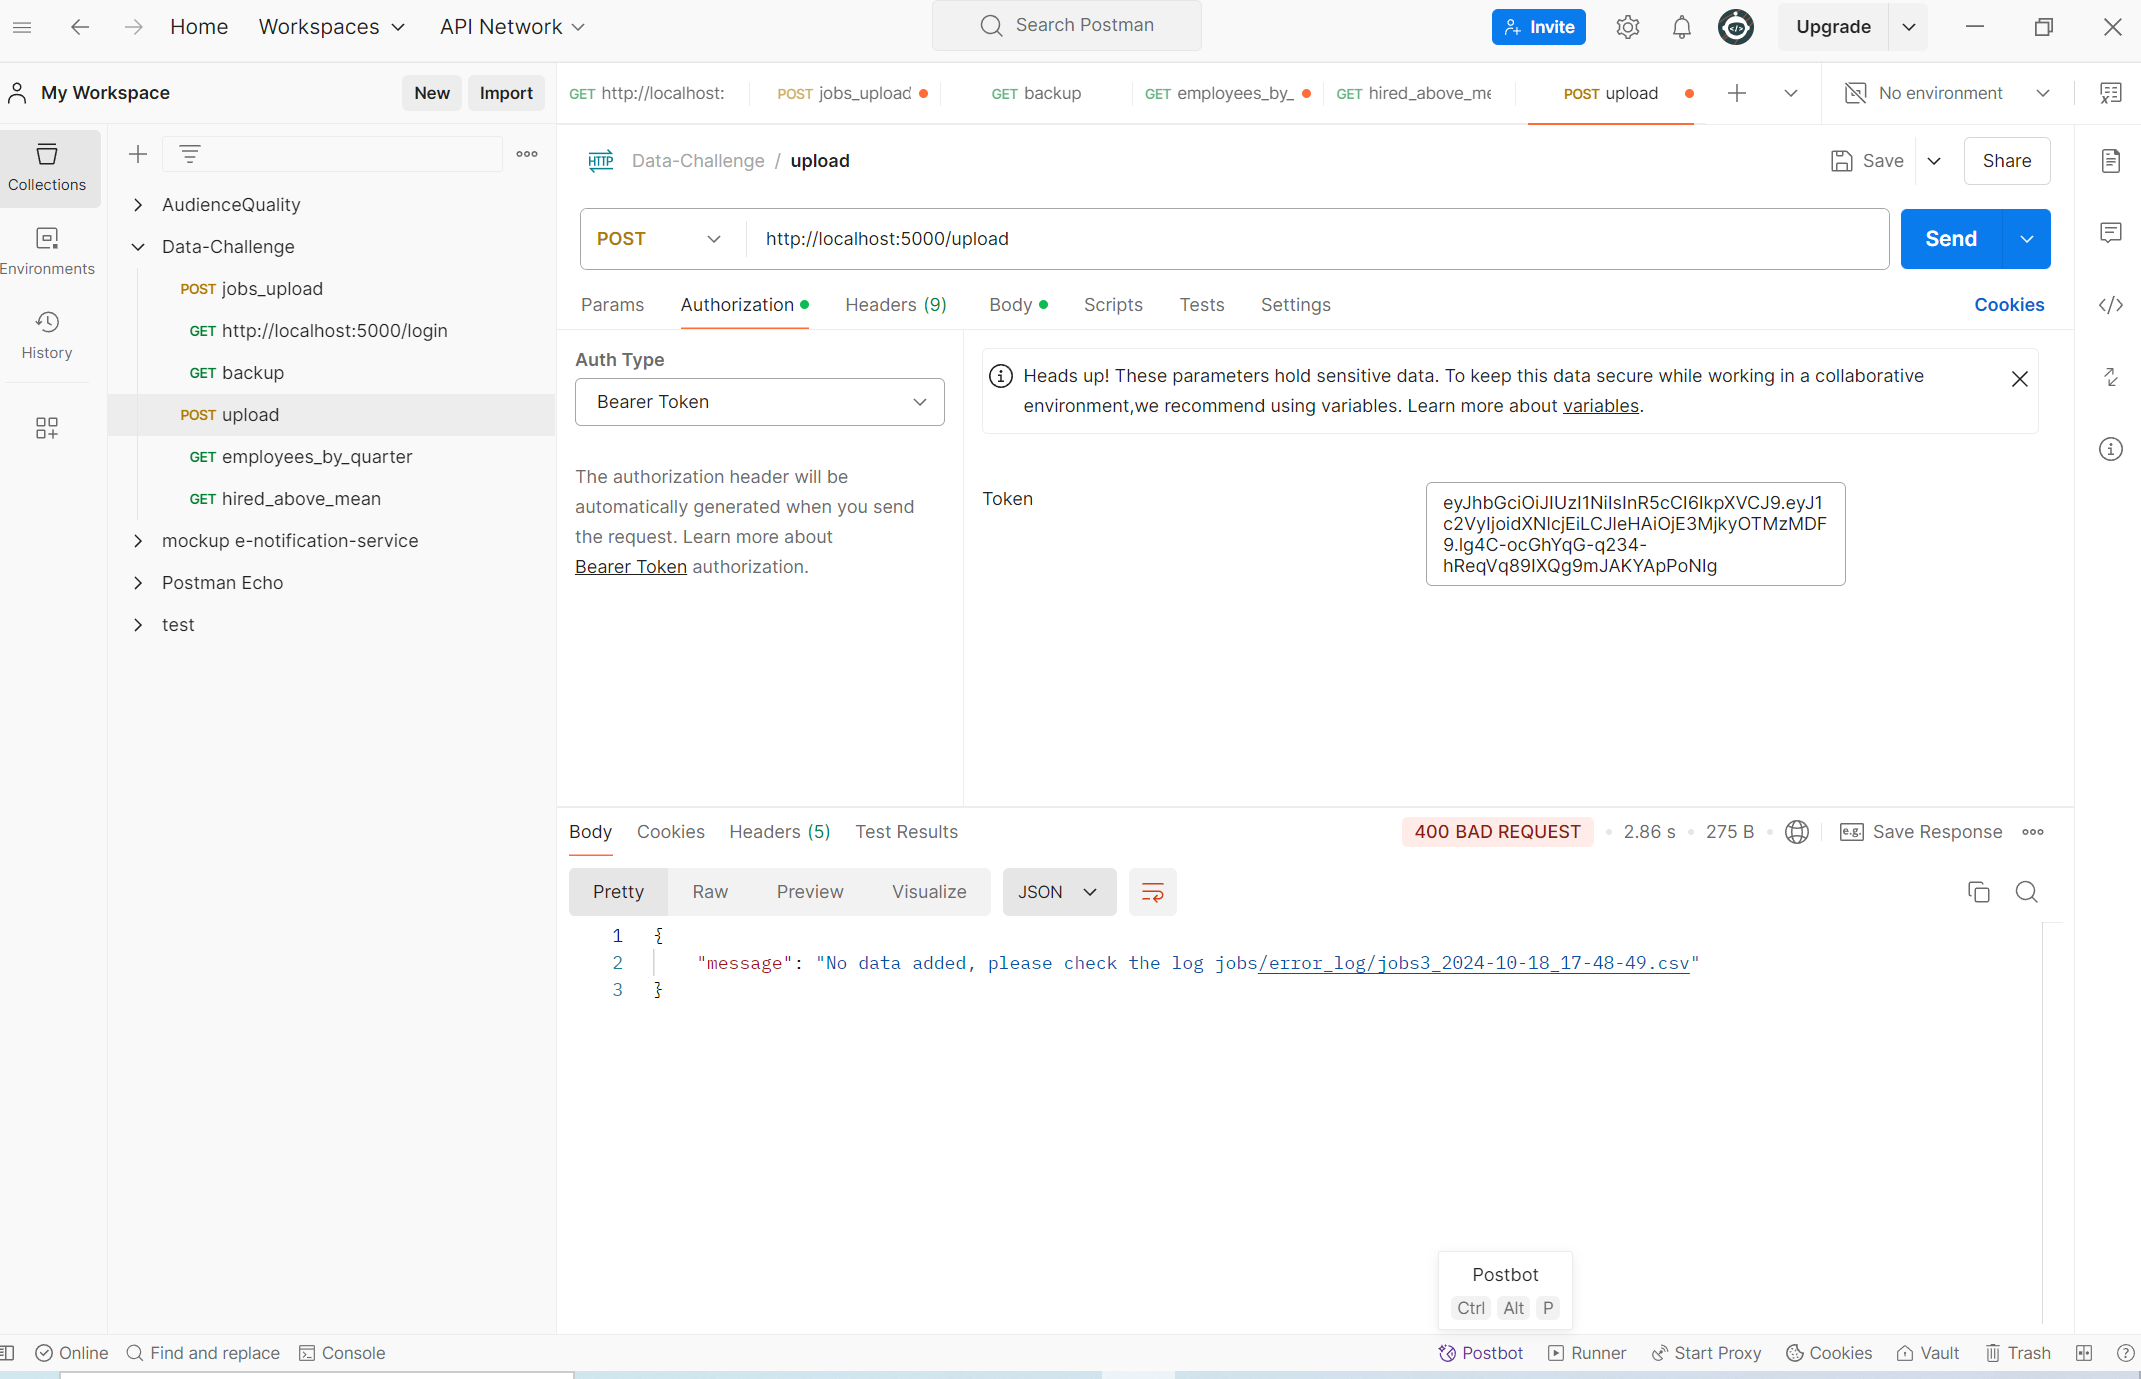 Home Workspaces API Network Search Postman Invite Upgrade
My Workspace New Import
GET http://localhost: POST jobs_upload GET backup GET employees_by_ GET hired_above_me POST upload No environment
Collections
Environments
History
AudienceQuality
Data-Challenge
POST jobs_upload
GET http://localhost:5000/login
GET backup
POST upload
GET employees_by_quarter
GET hired_above_mean
mockup e-notification-service
Postman Echo
test
HTTP Data-Challenge / upload Save Share
POST http://localhost:5000/upload Send
Params Authorization Headers (9) Body Scripts Tests Settings Cookies
Auth Type
Bearer Token
The authorization header will be
automatically generated when you send
the request. Learn more about
Bearer Token authorization.
Heads up! These parameters hold sensitive data. To keep this data secure while working in a collaborative
environment,we recommend using variables. Learn more about variables.
Token
Body Cookies Headers (5) Test Results 400 BAD REQUEST 2.86 s 275 B e.g. Save Response
Pretty Raw Preview Visualize JSON
1 {
2 "message": "No data added, please check the log jobs/error_log/jobs3_2024-10-18_17-48-49.csv"
3 }
Postbot
Ctrl Alt P
Online Find and replace Console Postbot Runner Start Proxy Cookies Vault Trash